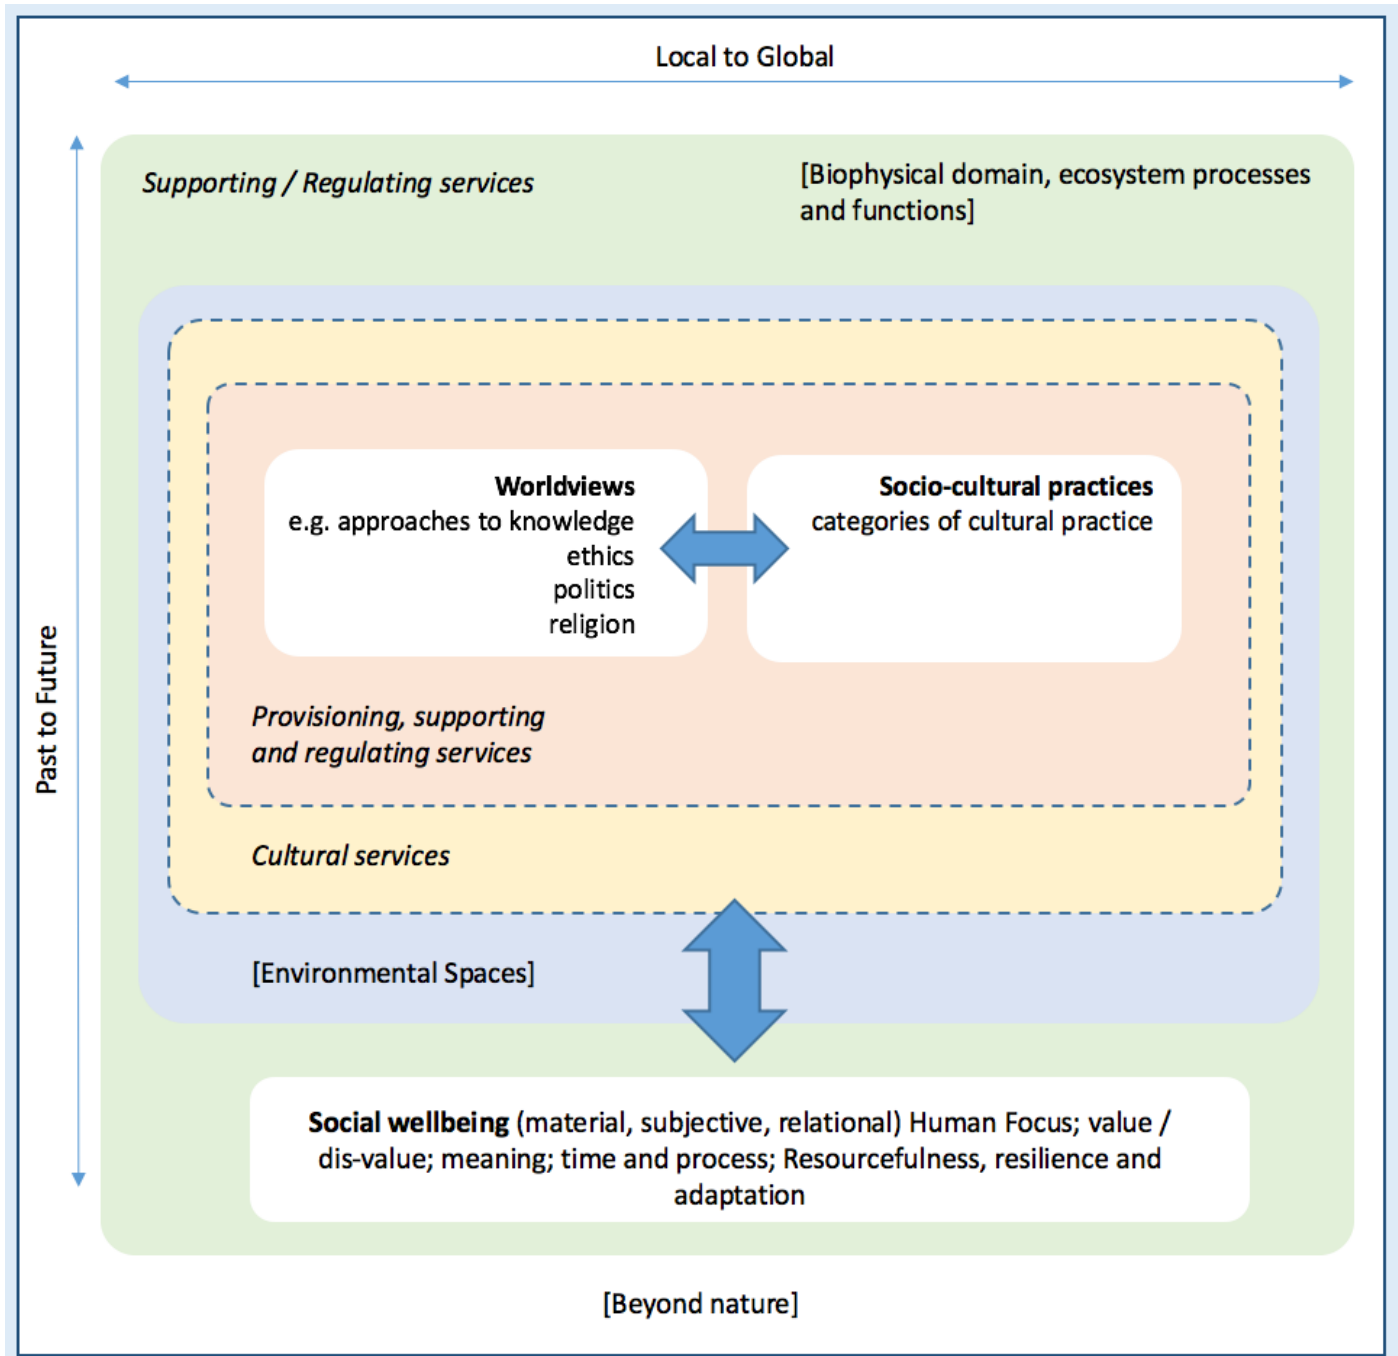 Local to Global
Supporting / Regulating services
[Biophysical domain, ecosystem processes
and functions]
Past to Future
Worldviews
e.g. approaches to knowledge
ethics
politics
religion
Socio-cultural practices
categories of cultural practice
Provisioning, supporting
and regulating services
Cultural services
[Environmental Spaces]
Social wellbeing (material, subjective, relational) Human Focus; value /
dis-value; meaning; time and process; Resourcefulness, resilience and
adaptation
[Beyond nature]